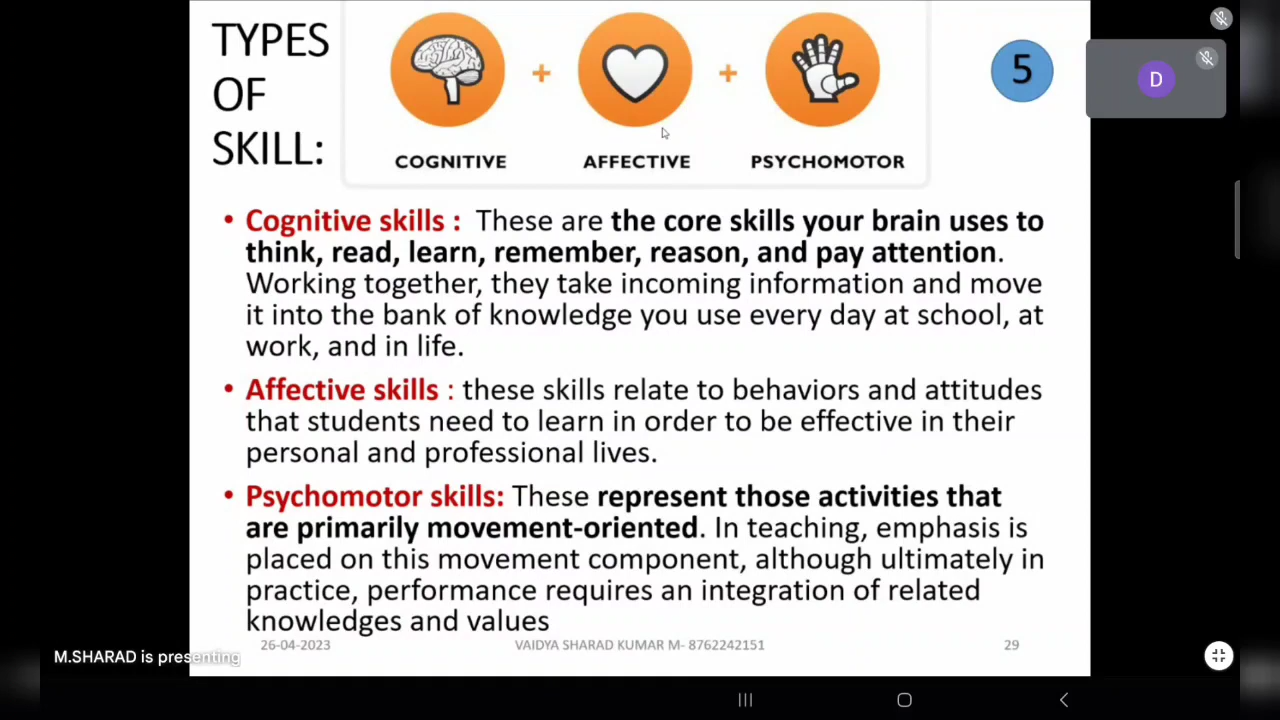 TYPES
OF
SKILL:
COGNITIVE + AFFECTIVE + PSYCHOMOTOR
5
D
• Cognitive skills : These are the core skills your brain uses to
think, read, learn, remember, reason, and pay attention.
Working together, they take incoming information and move
it into the bank of knowledge you use every day at school, at
work, and in life.
• Affective skills : these skills relate to behaviors and attitudes
that students need to learn in order to be effective in their
personal and professional lives.
• Psychomotor skills: These represent those activities that
are primarily movement-oriented. In teaching, emphasis is
placed on this movement component, although ultimately in
practice, performance requires an integration of related
knowledges and values
26-04-2023 VAIDYA SHARAD KUMAR M- 8762242151 29
M.SHARAD is presenting